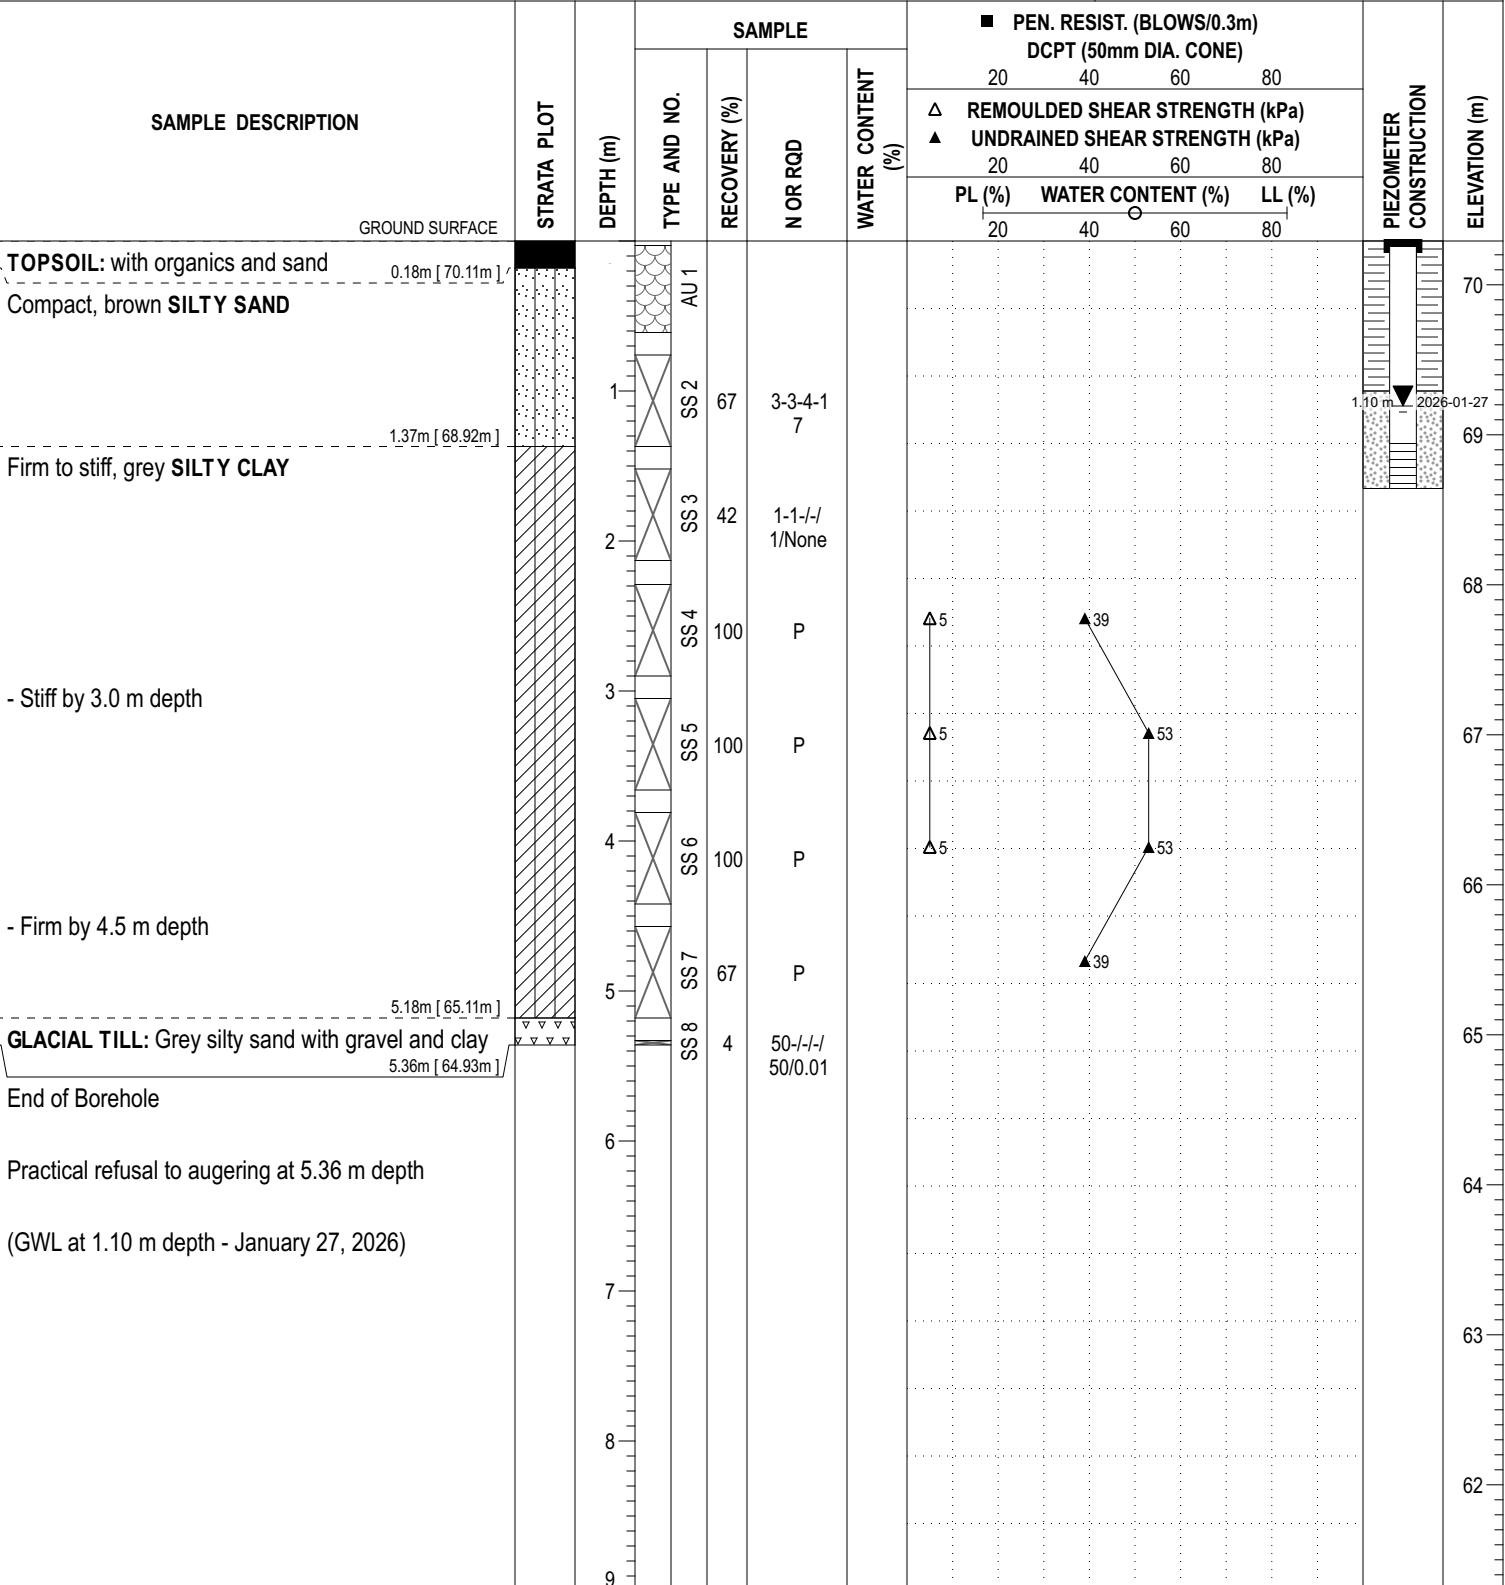 SAMPLE DESCRIPTION
GROUND SURFACE
STRATA PLOT
DEPTH (m)
SAMPLE
TYPE AND NO.
RECOVERY (%)
N OR RQD
WATER CONTENT
(%)
■ PEN. RESIST. (BLOWS/0.3m)
DCPT (50mm DIA. CONE)
20 40 60 80
△ REMOULDED SHEAR STRENGTH (kPa)
▲ UNDRAINED SHEAR STRENGTH (kPa)
20 40 60 80
PL (%) WATER CONTENT (%) LL (%)
20 40 60 80
PIEZOMETER
CONSTRUCTION
ELEVATION (m)
TOPSOIL: with organics and sand
0.18m [ 70.11m ]
AU 1
70
Compact, brown SILTY SAND
1
SS 2
67
3-3-4-1
7
1.10 m 2026-01-27
69
1.37m [ 68.92m ]
Firm to stiff, grey SILTY CLAY
SS 3
42
1-1-/-/
1/None
2
68
SS 4
100
P
5
39
- Stiff by 3.0 m depth
3
SS 5
100
P
5
53
67
4
SS 6
100
P
5
53
66
- Firm by 4.5 m depth
SS 7
67
P
39
5
5.18m [ 65.11m ]
GLACIAL TILL: Grey silty sand with gravel and clay
5.36m [ 64.93m ]
SS 8
4
50-/-/-/
50/0.01
65
End of Borehole
6
Practical refusal to augering at 5.36 m depth
64
(GWL at 1.10 m depth - January 27, 2026)
7
63
8
62
9